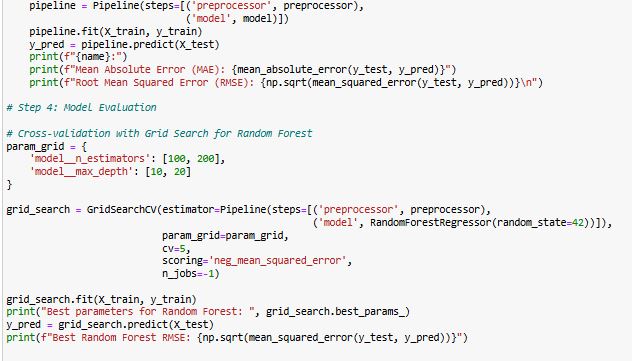 pipeline = Pipeline(steps=[('preprocessor', preprocessor),
('model', model)])
pipeline.fit(X_train, y_train)
y_pred = pipeline.predict(X_test)
print(f"{name}:")
print(f"Mean Absolute Error (MAE): {mean_absolute_error(y_test, y_pred)}")
print(f"Root Mean Squared Error (RMSE): {np.sqrt(mean_squared_error(y_test, y_pred))}\n")
# Step 4: Model Evaluation
# Cross-validation with Grid Search for Random Forest
param_grid = {
'model__n_estimators': [100, 200],
'model__max_depth': [10, 20]
}
grid_search = GridSearchCV(estimator=Pipeline(steps=[('preprocessor', preprocessor),
('model', RandomForestRegressor(random_state=42))]),
param_grid=param_grid,
cv=5,
scoring='neg_mean_squared_error',
n_jobs=-1)
grid_search.fit(X_train, y_train)
print("Best parameters for Random Forest: ", grid_search.best_params_)
y_pred = grid_search.predict(X_test)
print(f"Best Random Forest RMSE: {np.sqrt(mean_squared_error(y_test, y_pred))}")